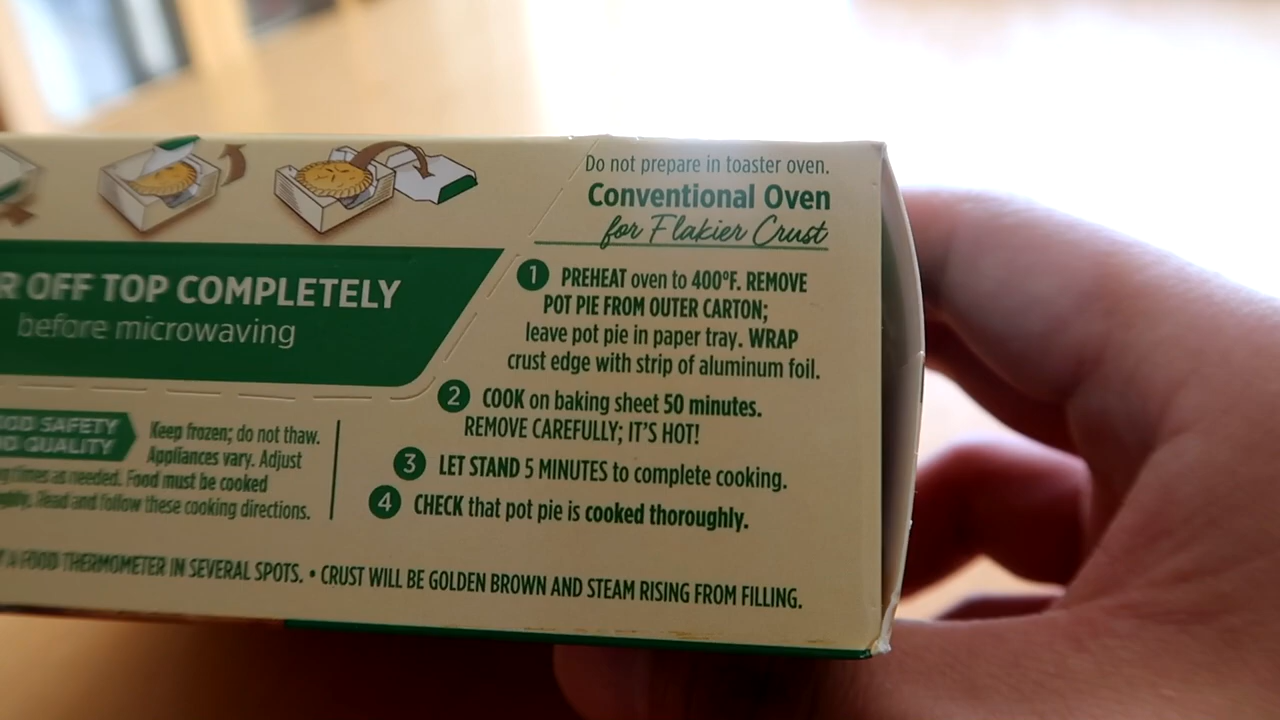 Do not prepare in toaster oven.
Conventional Oven
for Flakier Crust
1 PREHEAT oven to 400°F. REMOVE
POT PIE FROM OUTER CARTON;
leave pot pie in paper tray. WRAP
crust edge with strip of aluminum foil.
2 COOK on baking sheet 50 minutes.
REMOVE CAREFULLY; IT'S HOT!
3 LET STAND 5 MINUTES to complete cooking.
4 CHECK that pot pie is cooked thoroughly.
OFF TOP COMPLETELY
before microwaving
SAFETY
QUALITY
Keep frozen; do not thaw.
Appliances vary. Adjust
times as needed. Food must be cooked
Read and follow these cooking directions.
A FOOD THERMOMETER IN SEVERAL SPOTS. • CRUST WILL BE GOLDEN BROWN AND STEAM RISING FROM FILLING.